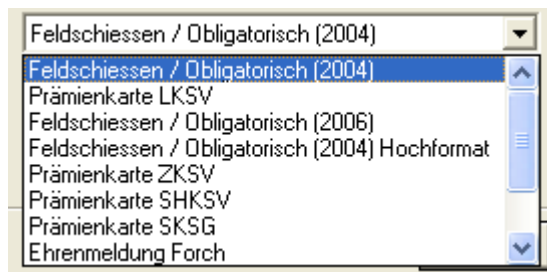 Feldschiessen / Obligatorisch (2004)
Feldschiessen / Obligatorisch (2004)
Prämienkarte LKSV
Feldschiessen / Obligatorisch (2006)
Feldschiessen / Obligatorisch (2004) Hochformat
Prämienkarte ZKSV
Prämienkarte SHKSV
Prämienkarte SKSG
Ehrenmeldung Forch